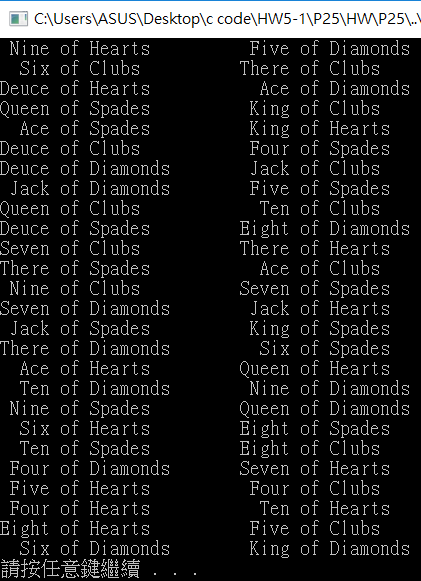 C:\Users\ASUS\Desktop\c code\HW5-1\P25\HW\P25\..\
Nine of Hearts Five of Diamonds
Six of Clubs There of Clubs
Deuce of Hearts Ace of Diamonds
Queen of Spades King of Clubs
Ace of Spades King of Hearts
Deuce of Clubs Four of Spades
Deuce of Diamonds Jack of Clubs
Jack of Diamonds Five of Spades
Queen of Clubs Ten of Clubs
Deuce of Spades Eight of Diamonds
Seven of Clubs There of Hearts
There of Spades Ace of Clubs
Nine of Clubs Seven of Spades
Seven of Diamonds Jack of Hearts
Jack of Spades King of Spades
There of Diamonds Six of Spades
Ace of Hearts Queen of Hearts
Ten of Diamonds Nine of Diamonds
Nine of Spades Queen of Diamonds
Six of Hearts Eight of Spades
Ten of Spades Eight of Clubs
Four of Diamonds Seven of Hearts
Five of Hearts Four of Clubs
Four of Hearts Ten of Hearts
Eight of Hearts Five of Clubs
Six of Diamonds King of Diamonds
請按任意鍵繼續 . . .